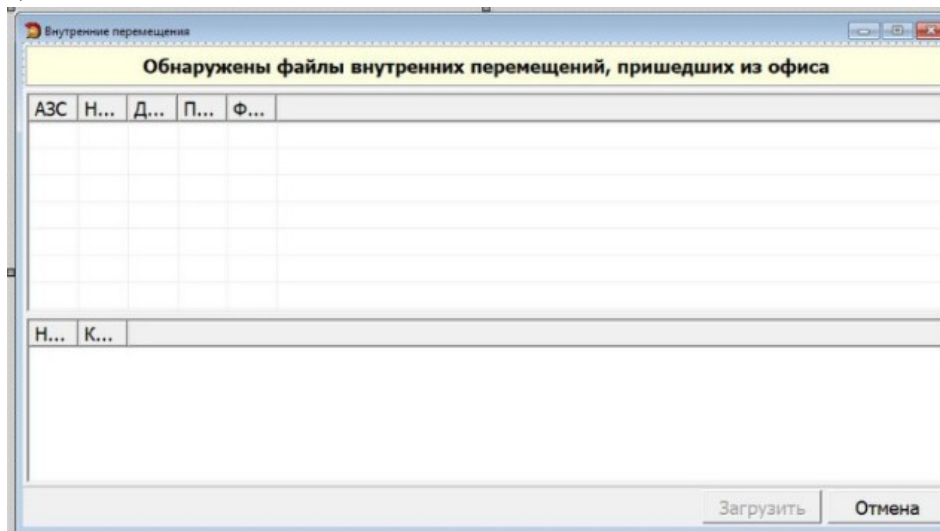 Внутренние перемещения
Обнаружены файлы внутренних перемещений, пришедших из офиса
АЗС Н... Д... П... Ф...
Н... К...
Загрузить Отмена